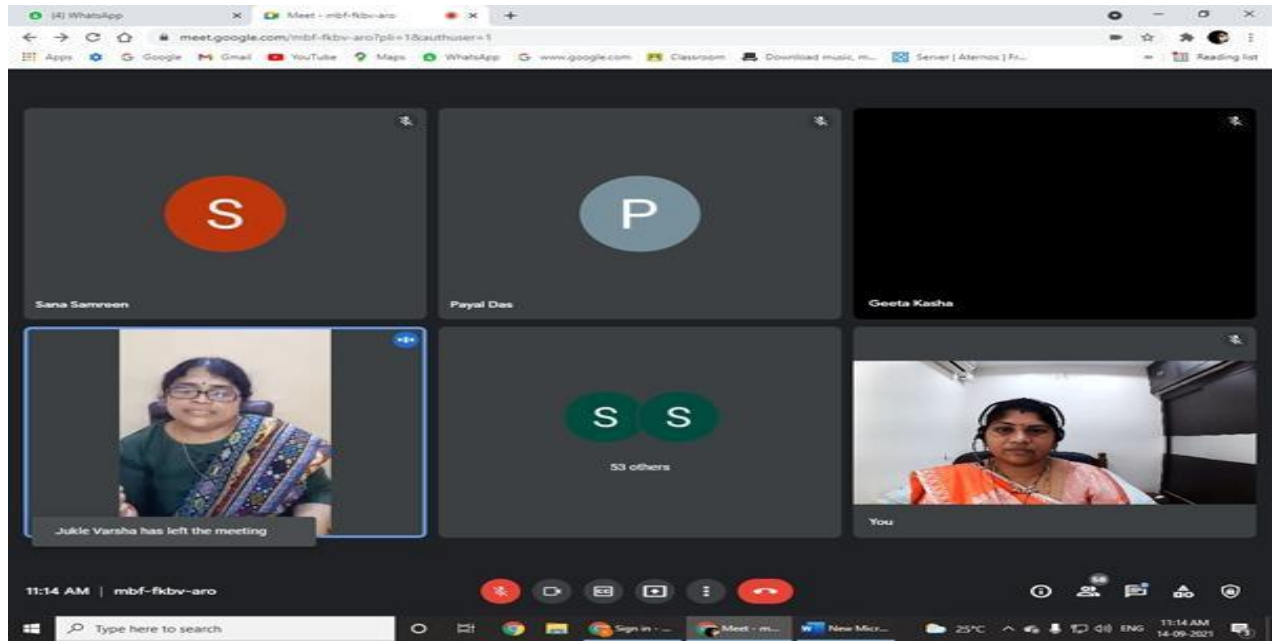 (4) WhatsApp
Meet - mbf-fkbv-aro
meet.google.com/mbf-fkbv-aro?pli=1&authuser=1
Apps
Google
Gmail
YouTube
Maps
WhatsApp
www.google.com
Classroom
Download music, m...
Server | Aternos | Fr...
Reading list
S
P
Sana Samreen
Payal Das
Geeta Kasha
S S
53 others
Jukle Varsha has left the meeting
You
11:14 AM | mbf-fkbv-aro
58
Type here to search
Sign in - ...
Meet - m...
New Micr...
25°C
ENG
11:14 AM
14-09-2021